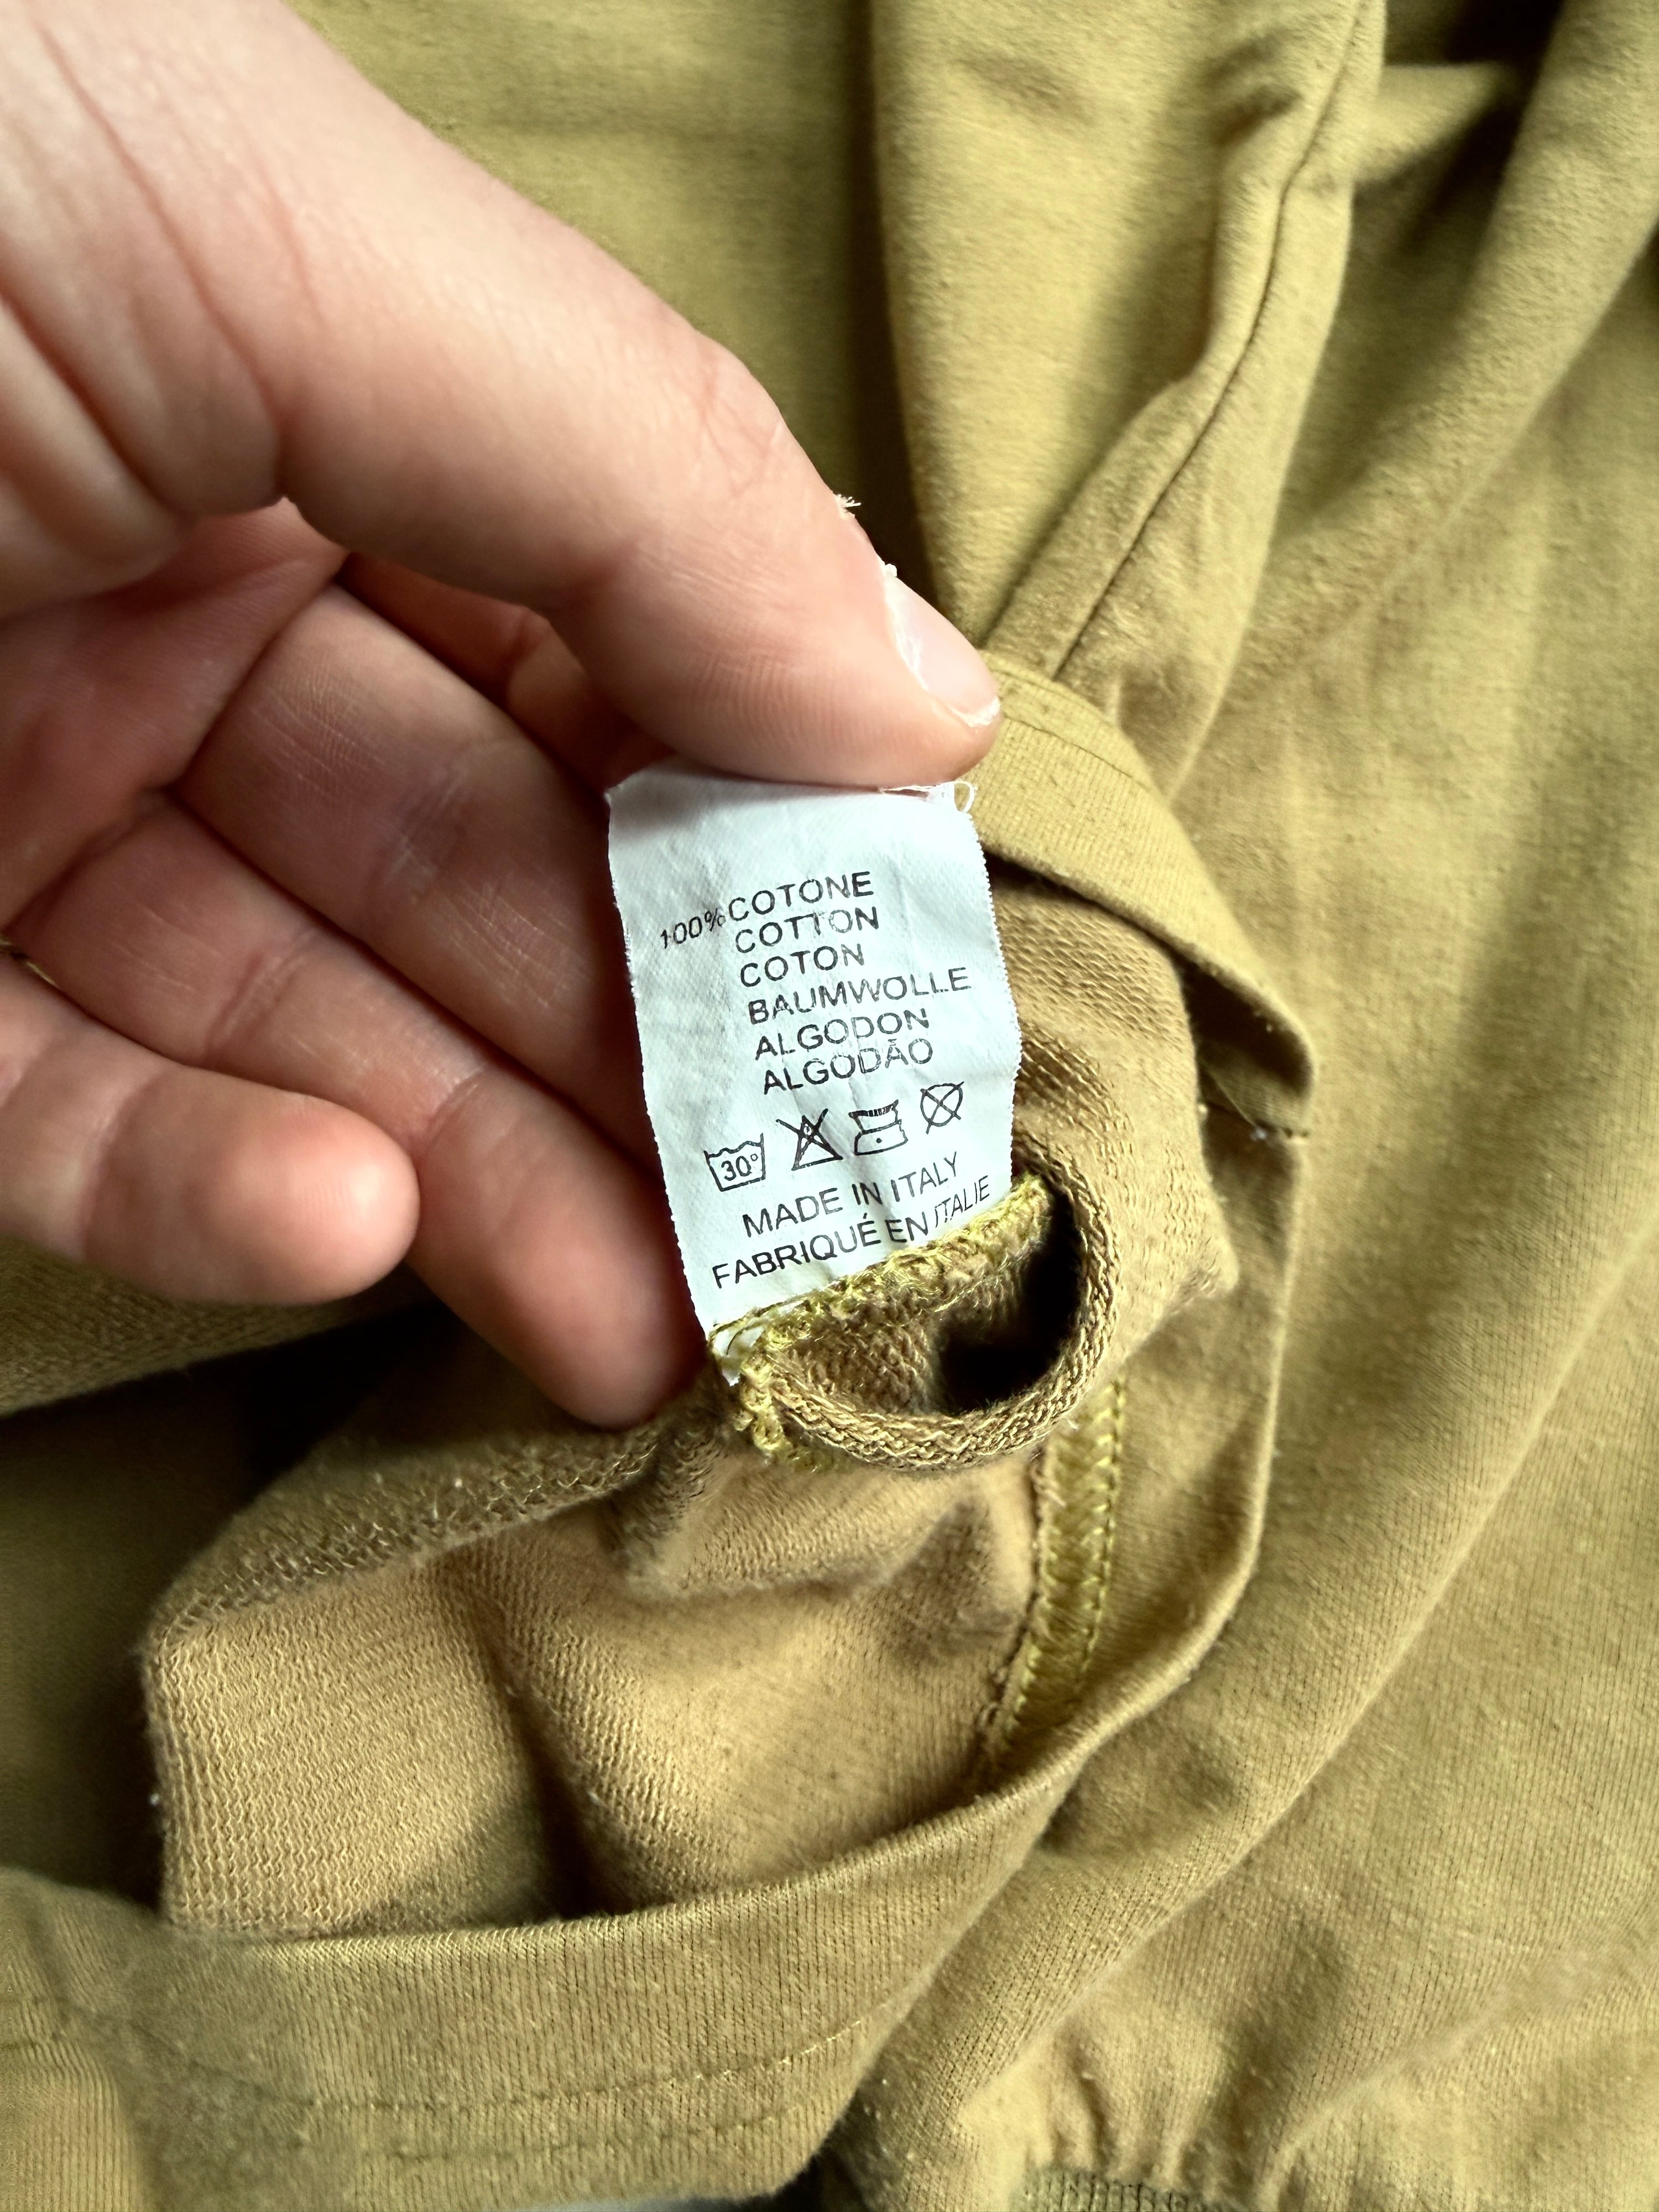 100% COTONE
COTTON
COTON
BAUMWOLLE
ALGODON
ALGODÃO
30°
MADE IN ITALY
FABRIQUÉ EN ITALIE